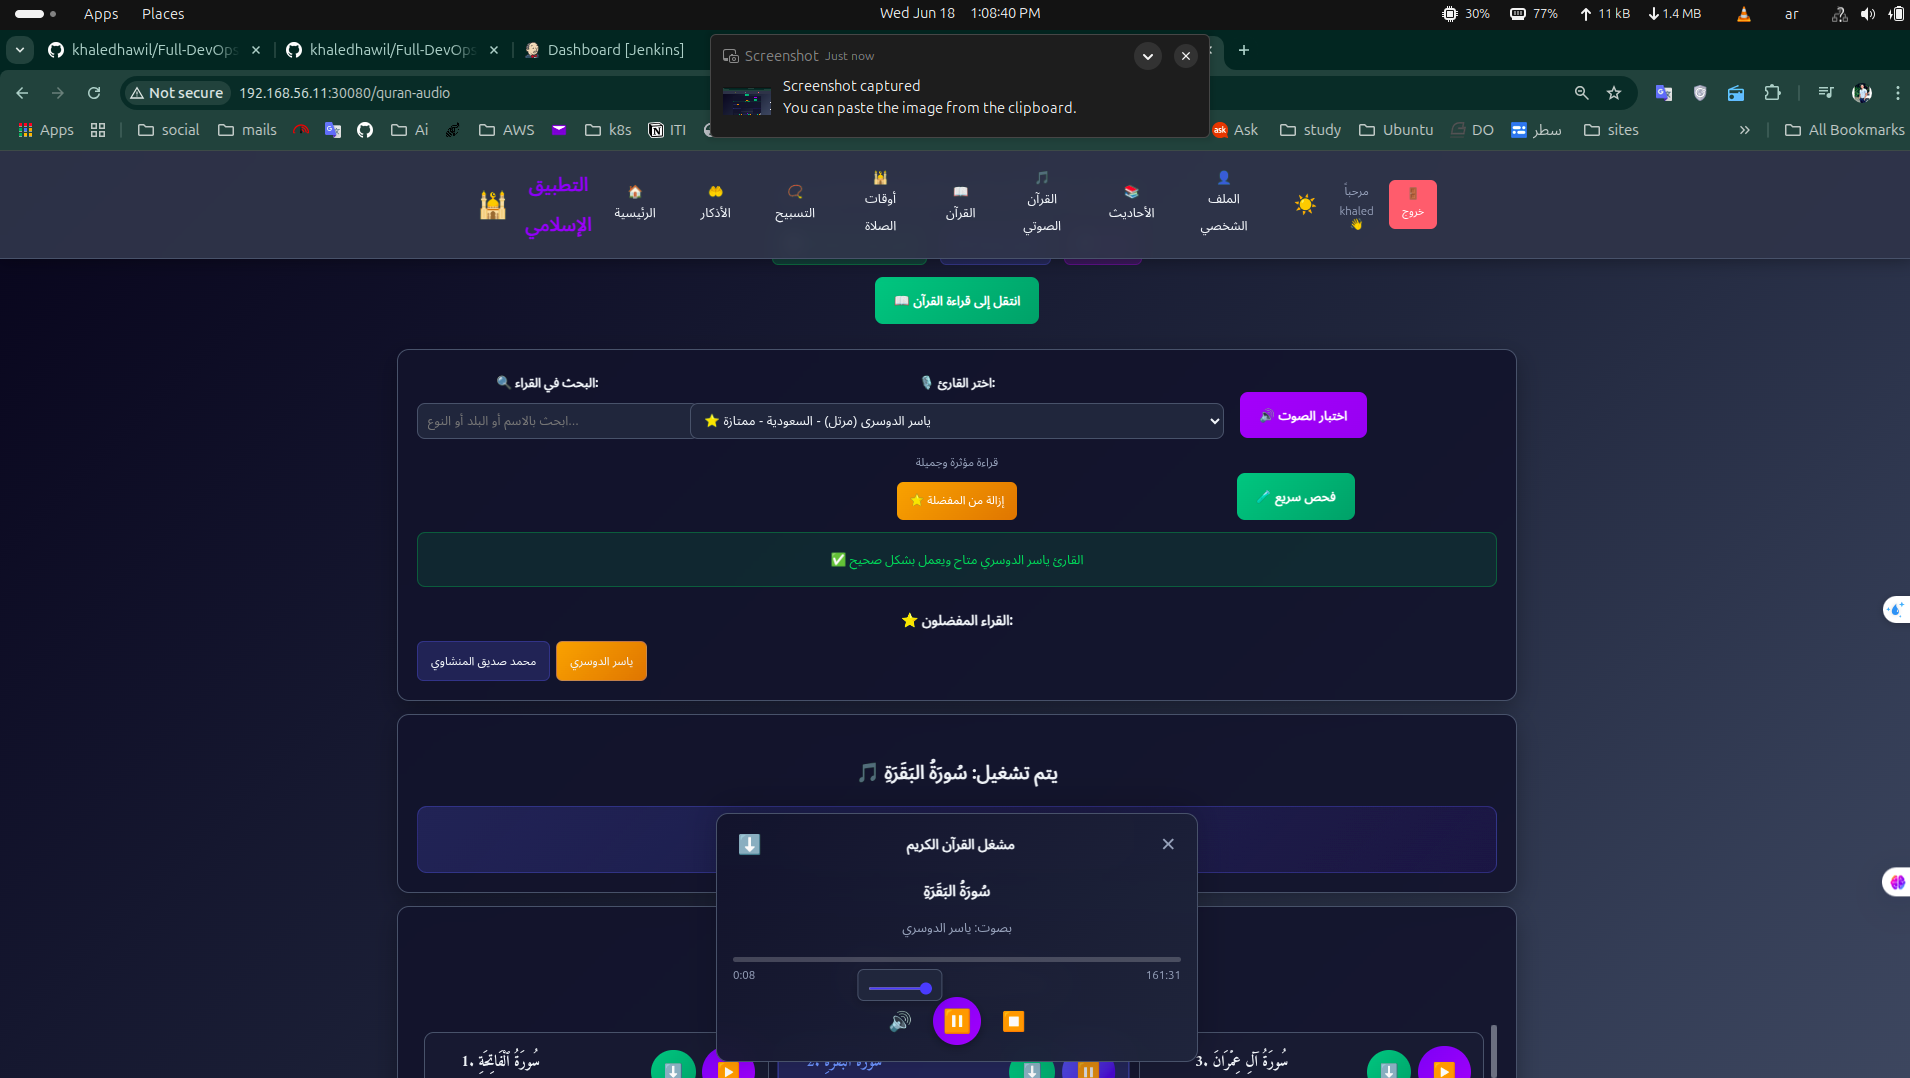 Apps Places
Wed Jun 18 1:08:40 PM
30% 77% 11 kB 1.4 MB ar
khaledhawil/Full-DevOps
khaledhawil/Full-DevOps
Dashboard [Jenkins]
Screenshot Just now
Screenshot captured
You can paste the image from the clipboard.
Not secure 192.168.56.11:30080/quran-audio
Apps social mails Ai AWS k8s ITI Ask study Ubuntu DO سطر sites » All Bookmarks
التطبيق الإسلامي
الرئيسية
الأذكار
التسبيح
أوقات الصلاة
القرآن
القرآن الصوتي
الأحاديث
الملف الشخصي
مرحباً khaled
خروج
انتقل إلى قراءة القرآن
البحث في القراء:
اختر القارئ:
ابحث بالاسم أو البلد أو النوع...
ياسر الدوسري (مرتل) - السعودية - ممتازة
اختبار الصوت
قراءة مؤثرة وجميلة
إزالة من المفضلة
فحص سريع
القارئ ياسر الدوسري متاح ويعمل بشكل صحيح
القراء المفضلون:
محمد صديق المنشاوي
ياسر الدوسري
يتم تشغيل: سُورَةُ البَقَرَةِ
مشغل القرآن الكريم
سُورَةُ البَقَرَةِ
بصوت: ياسر الدوسري
0:08 161:31
1. سُورَةُ ٱلْفَاتِحَةِ
3. سُورَةُ آلِ عِمْرَانَ